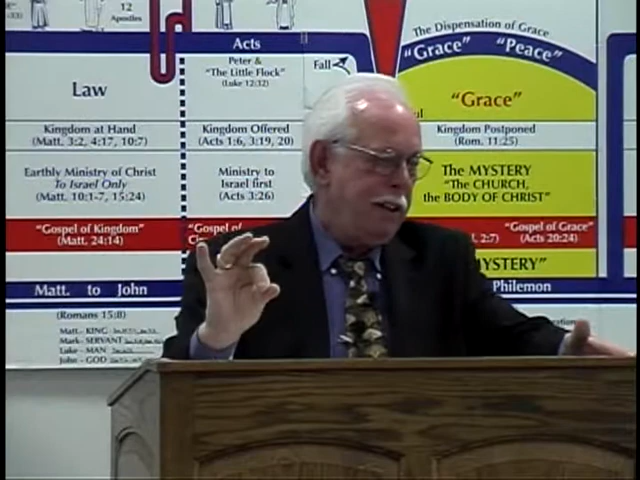 12
Apostles
Acts
Peter &
"The Little Flock"
(Luke 12:32)
Fall
Law
The Dispensation of Grace
"Grace" "Peace"
"Grace"
Kingdom at Hand
(Matt. 3:2, 4:17, 10:7)
Kingdom Offered
(Acts 1:6, 3:19, 20)
Kingdom Postponed
(Rom. 11:25)
Earthly Ministry of Christ
To Israel Only
(Matt. 10:1-7, 15:24)
Ministry to
Israel first
(Acts 3:26)
The MYSTERY
"The CHURCH,
the BODY OF CHRIST"
"Gospel of Kingdom"
(Matt. 24:14)
"Gospel of
2:7)
"Gospel of Grace"
(Acts 20:24)
MYSTERY"
Matt. to John
Philemon
(Romans 15:8)
Matt.- KING
Mark- SERVANT
Luke - MAN
John- GOD